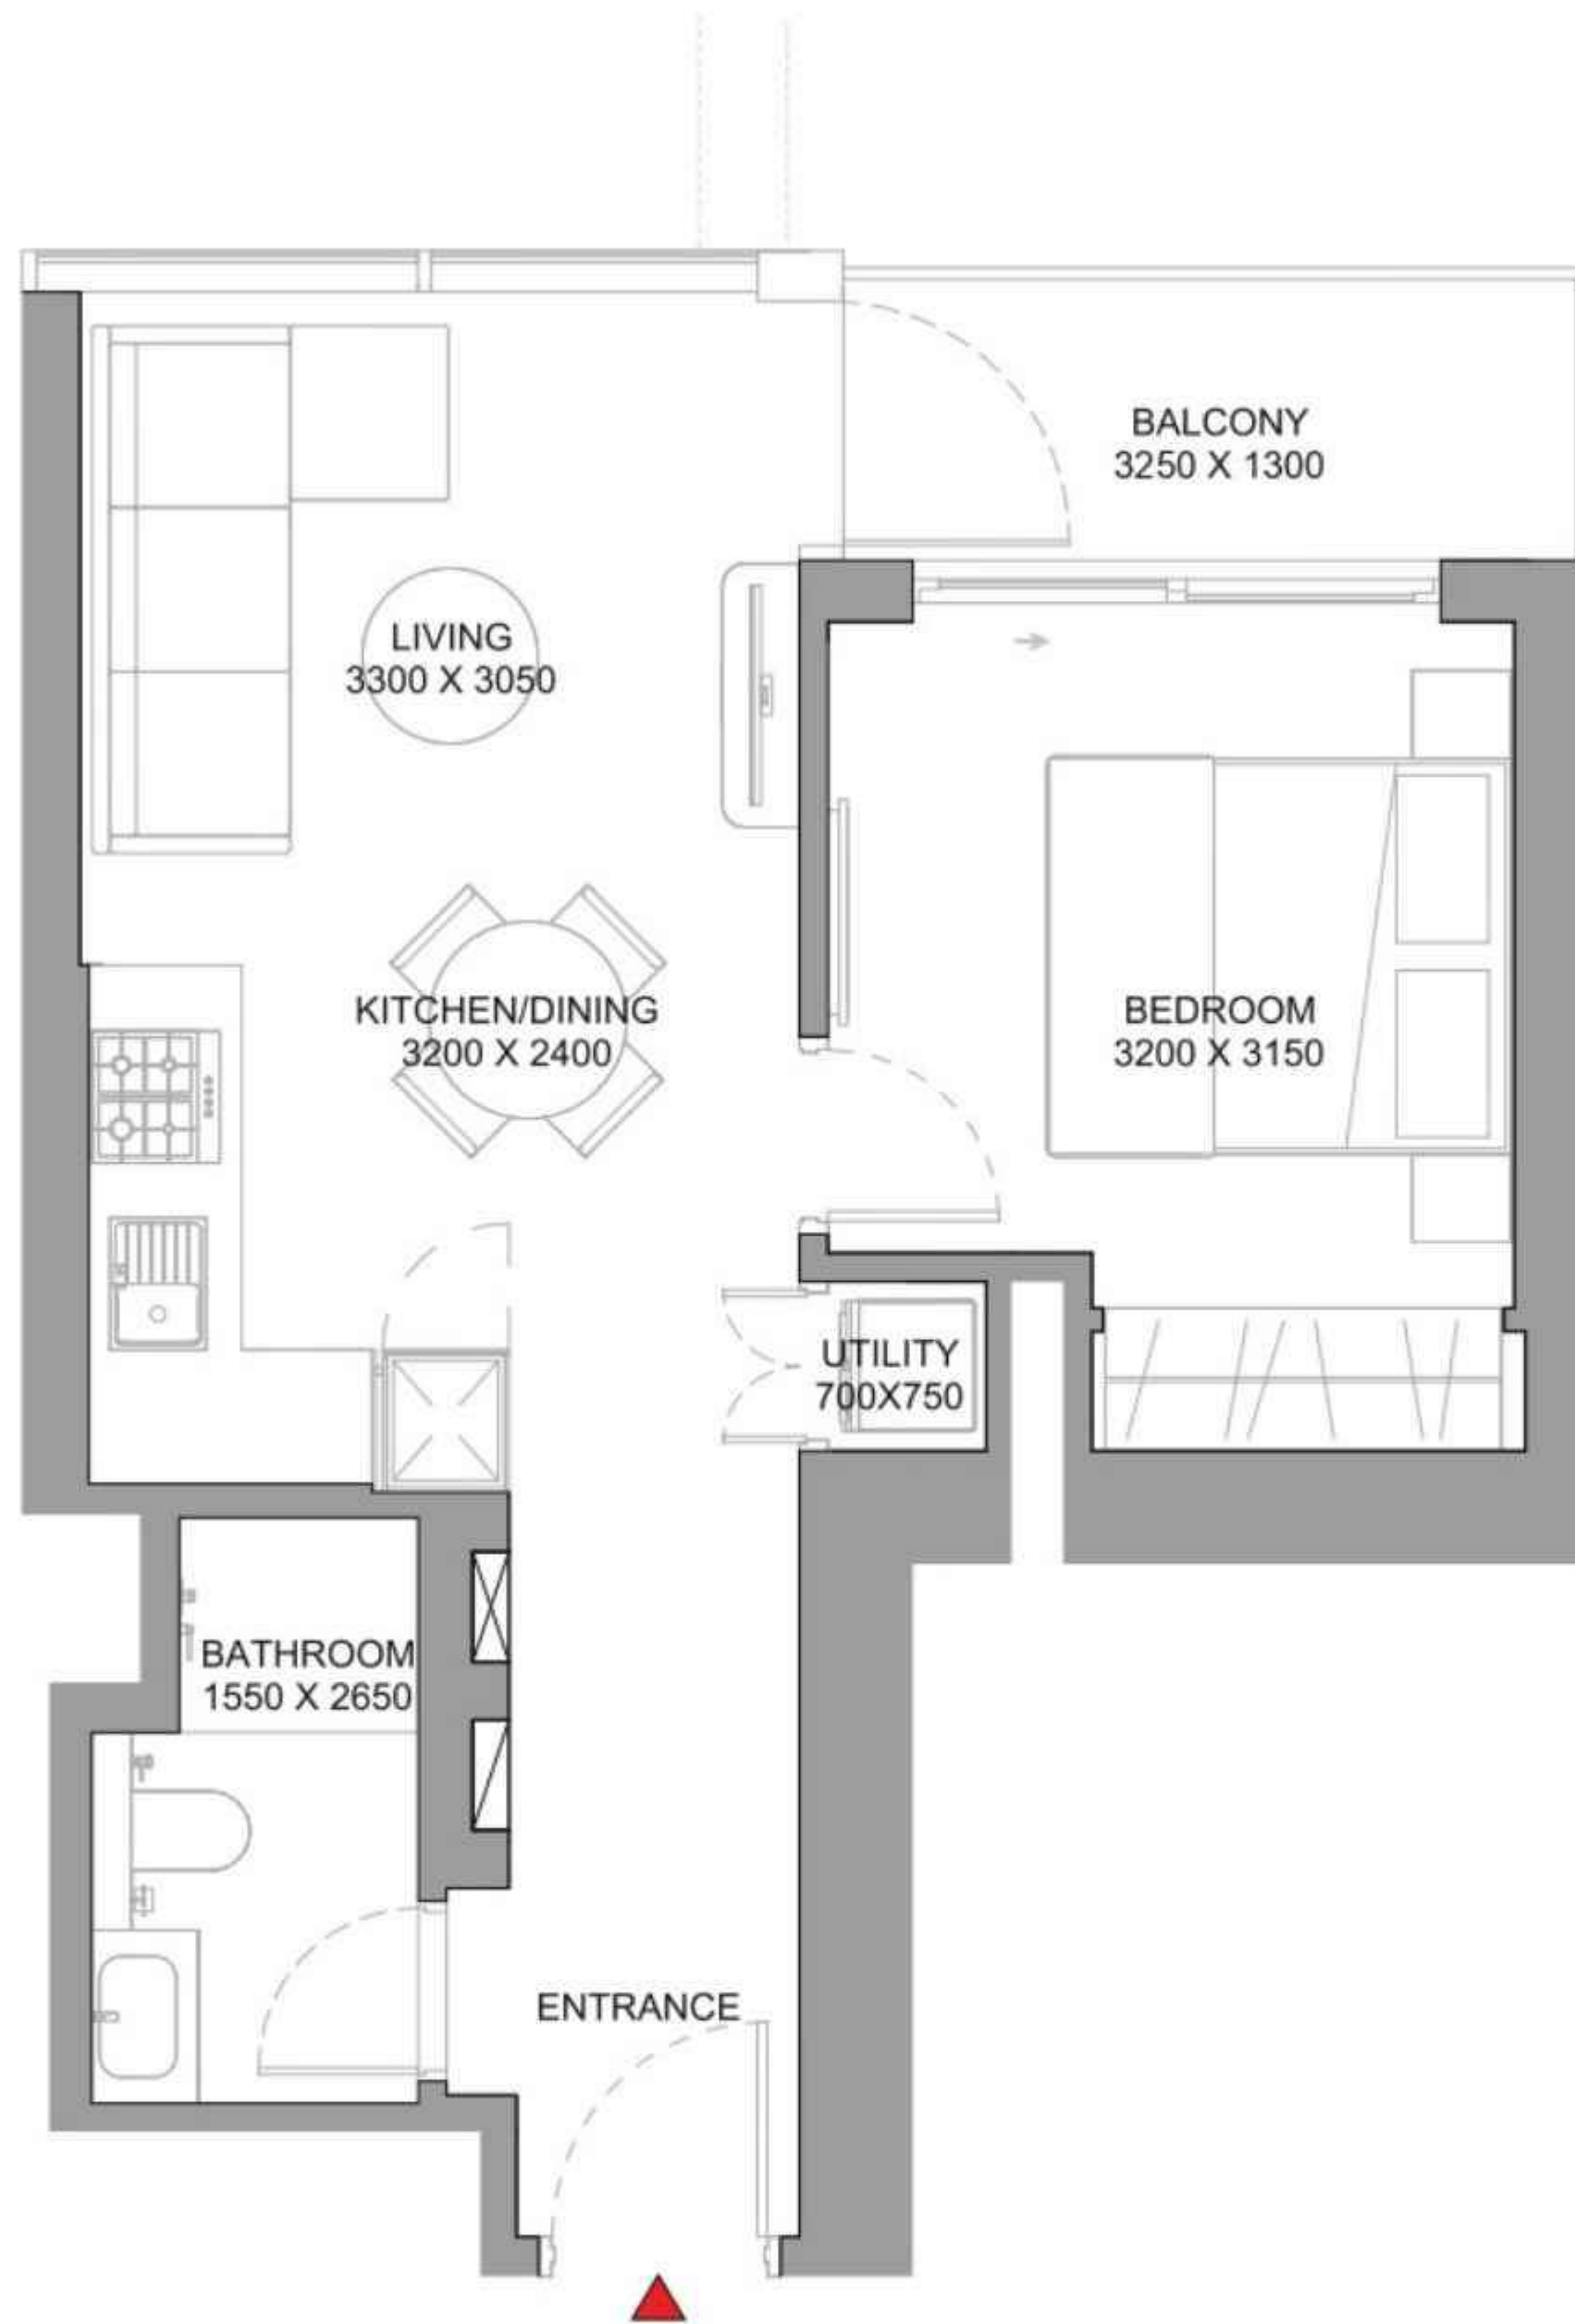 BALCONY
3250 X 1300
LIVING
3300 X 3050
KITCHEN/DINING
3200 X 2400
BEDROOM
3200 X 3150
UTILITY
700X750
BATHROOM
1550 X 2650
ENTRANCE